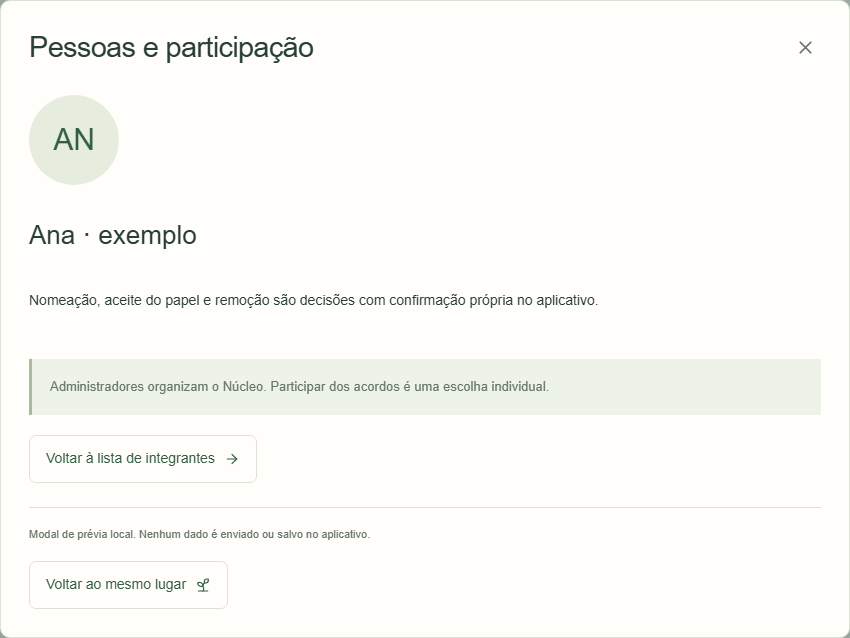 Pessoas e participação
AN
Ana · exemplo
Nomeação, aceite do papel e remoção são decisões com confirmação própria no aplicativo.
Administradores organizam o Núcleo. Participar dos acordos é uma escolha individual.
Voltar à lista de integrantes →
Modal de prévia local. Nenhum dado é enviado ou salvo no aplicativo.
Voltar ao mesmo lugar